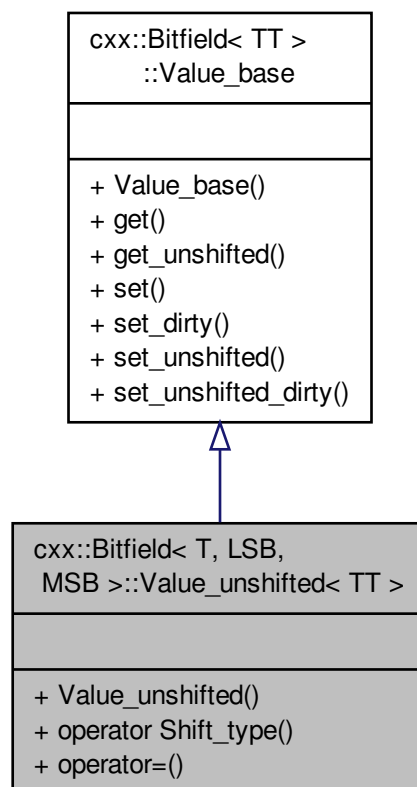 cxx::Bitfield< TT >
::Value_base
+ Value_base()
+ get()
+ get_unshifted()
+ set()
+ set_dirty()
+ set_unshifted()
+ set_unshifted_dirty()
cxx::Bitfield< T, LSB,
MSB >::Value_unshifted< TT >
+ Value_unshifted()
+ operator Shift_type()
+ operator=()